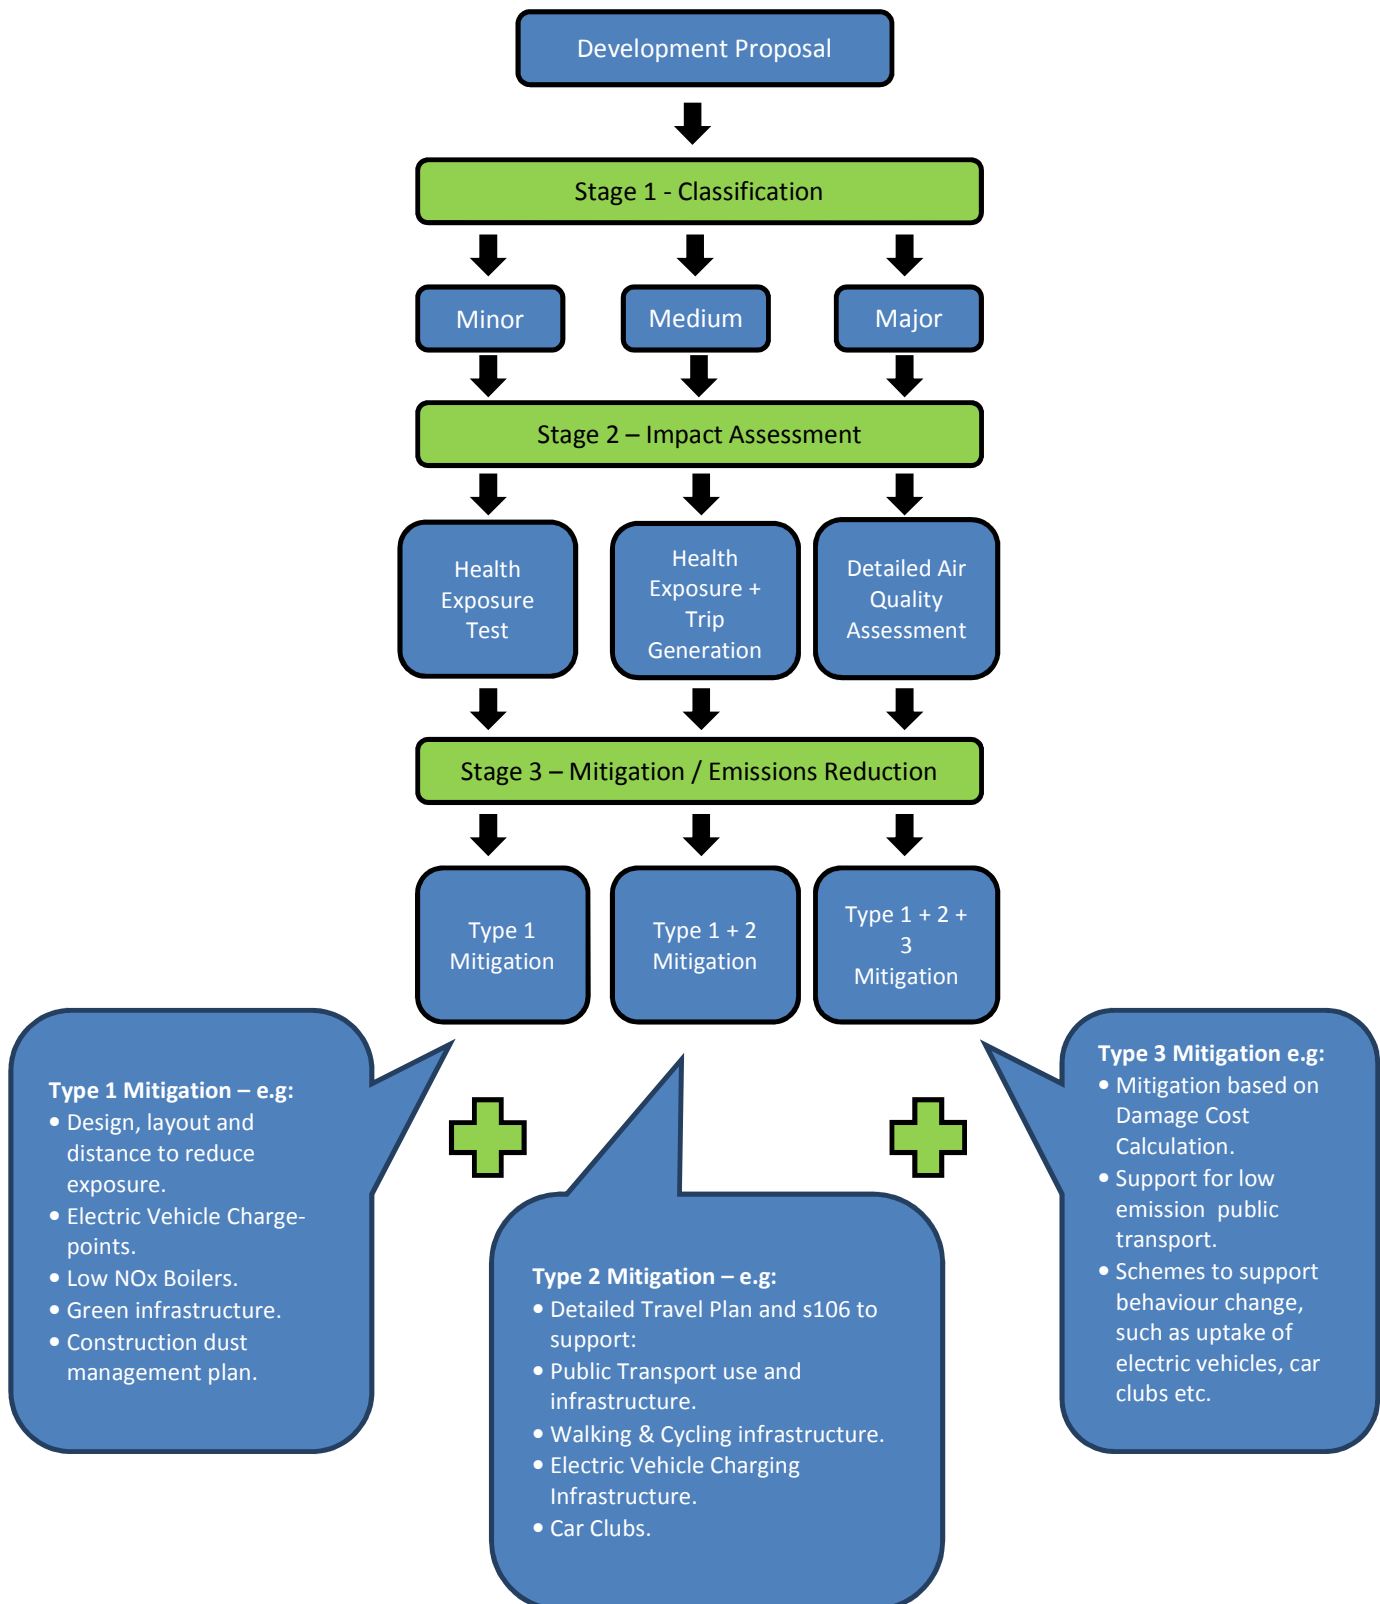 Development Proposal
Stage 1 - Classification
Minor
Medium
Major
Stage 2 – Impact Assessment
Health
Exposure
Test
Health
Exposure +
Trip
Generation
Detailed Air
Quality
Assessment
Stage 3 – Mitigation / Emissions Reduction
Type 1
Mitigation
Type 1 + 2
Mitigation
Type 1 + 2 +
3
Mitigation
Type 1 Mitigation – e.g:
• Design, layout and
distance to reduce
exposure.
• Electric Vehicle Charge-
points.
• Low NOx Boilers.
• Green infrastructure.
• Construction dust
management plan.
Type 2 Mitigation – e.g:
• Detailed Travel Plan and s106 to
support:
• Public Transport use and
infrastructure.
• Walking & Cycling infrastructure.
• Electric Vehicle Charging
Infrastructure.
• Car Clubs.
Type 3 Mitigation e.g:
• Mitigation based on
Damage Cost
Calculation.
• Support for low
emission public
transport.
• Schemes to support
behaviour change,
such as uptake of
electric vehicles, car
clubs etc.